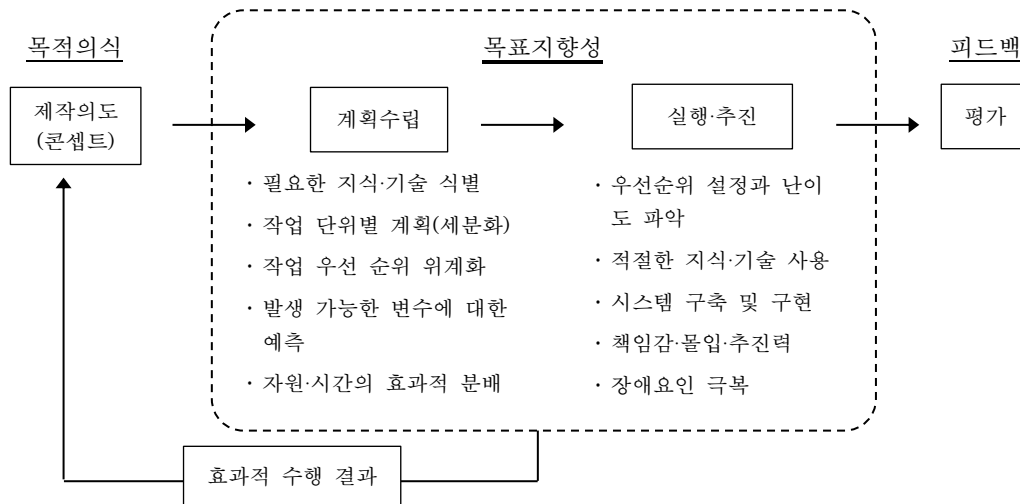 목적의식
목표지향성
피드백
제작의도
(콘셉트)
계획수립
실행·추진
평가
· 필요한 지식·기술 식별
· 작업 단위별 계획(세분화)
· 작업 우선 순위 위계화
· 발생 가능한 변수에 대한
예측
· 자원·시간의 효과적 분배
· 우선순위 설정과 난이
도 파악
· 적절한 지식·기술 사용
· 시스템 구축 및 구현
· 책임감·몰입·추진력
· 장애요인 극복
효과적 수행 결과